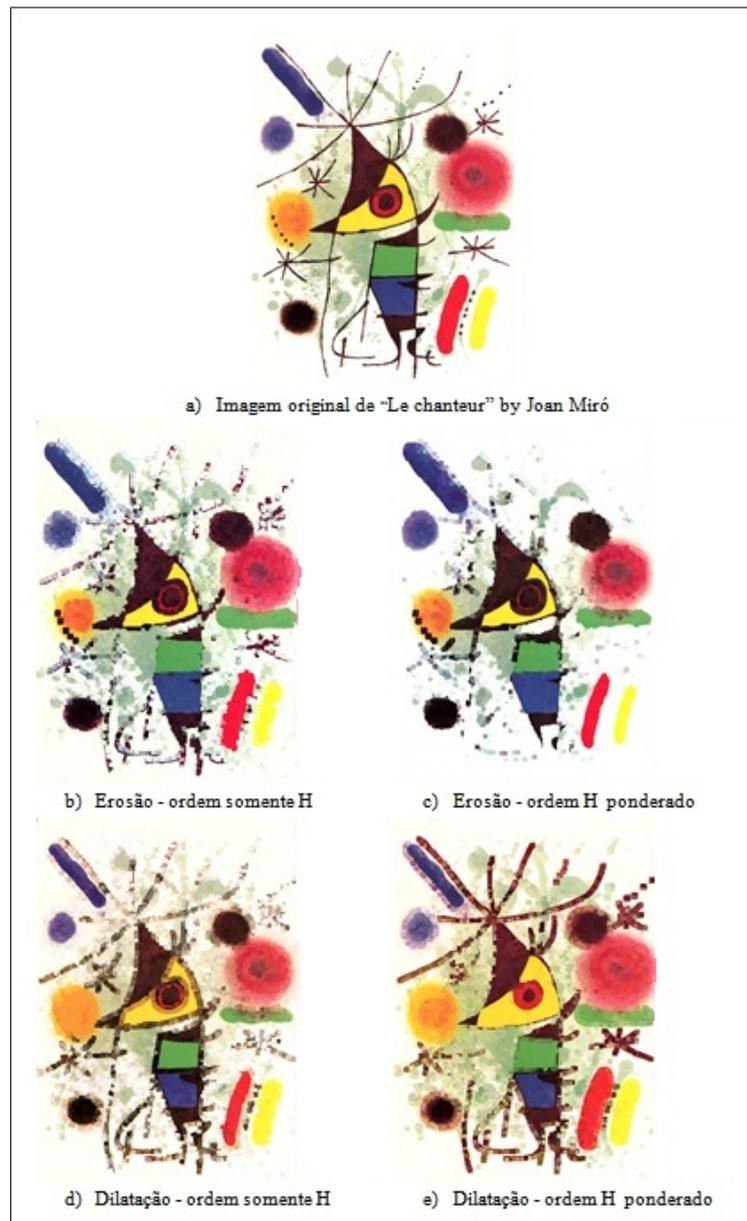 a) Imagem original de “Le chanteur” by Joan Miró
b) Erosão - ordem somente H
c) Erosão - ordem H ponderado
d) Dilatação - ordem somente H
e) Dilatação - ordem H ponderado